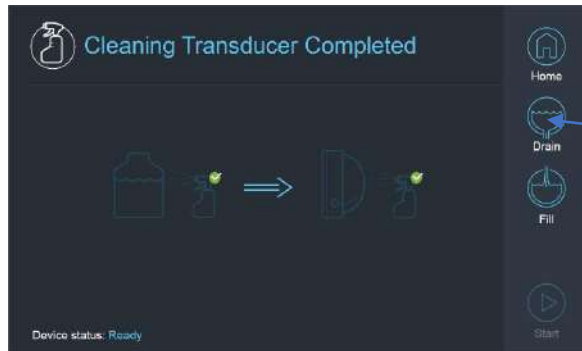 Cleaning Transducer Completed
Home
Drain
Fill
Start
Device status: Ready